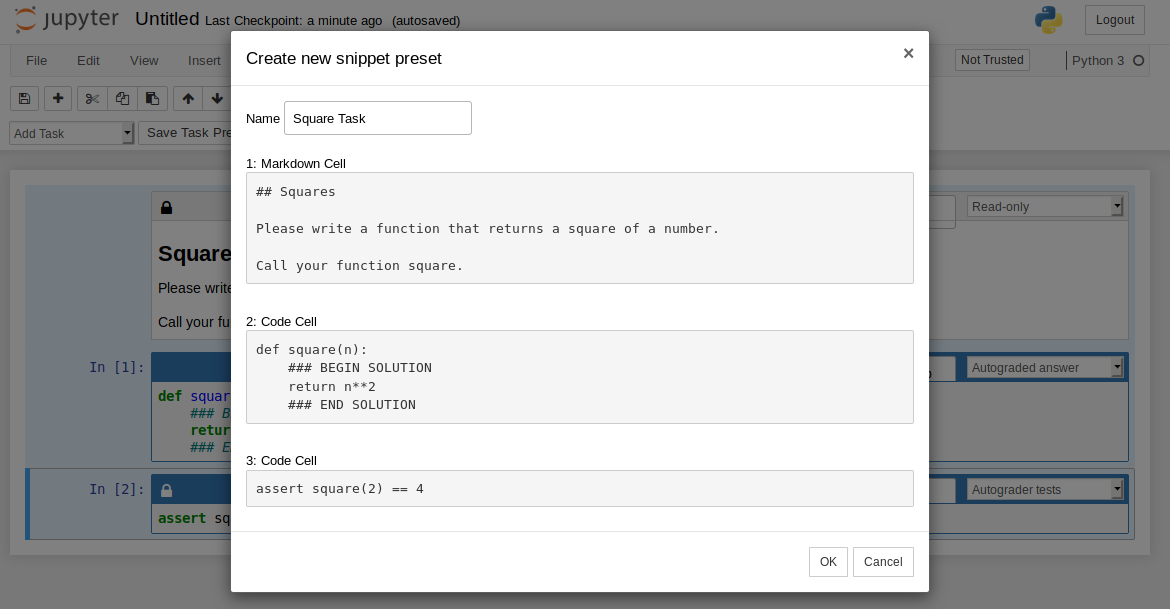 jupyter Untitled Last Checkpoint: a minute ago (autosaved)
Logout
File Edit View Insert
Not Trusted
Python 3
Add Task
Save Task Pre
Create new snippet preset
×
Name Square Task
1: Markdown Cell
## Squares
Please write a function that returns a square of a number.
Call your function square.
2: Code Cell
def square(n):
    ### BEGIN SOLUTION
    return n**2
    ### END SOLUTION
3: Code Cell
assert square(2) == 4
OK Cancel
Read-only
Square
Please write
Call your fu
In [1]:
Autograded answer
def squar
### B
retur
### E
In [2]:
Autograder tests
assert sq